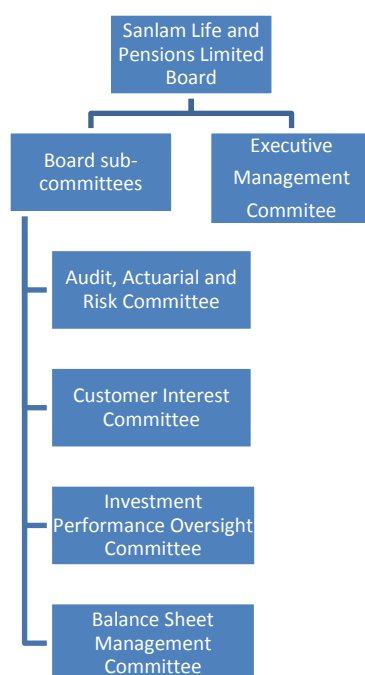 Sanlam Life and
Pensions Limited
Board
Board sub-
committees
Executive
Management
Commitee
Audit, Actuarial and
Risk Committee
Customer Interest
Committee
Investment
Performance Oversight
Committee
Balance Sheet
Management
Committee